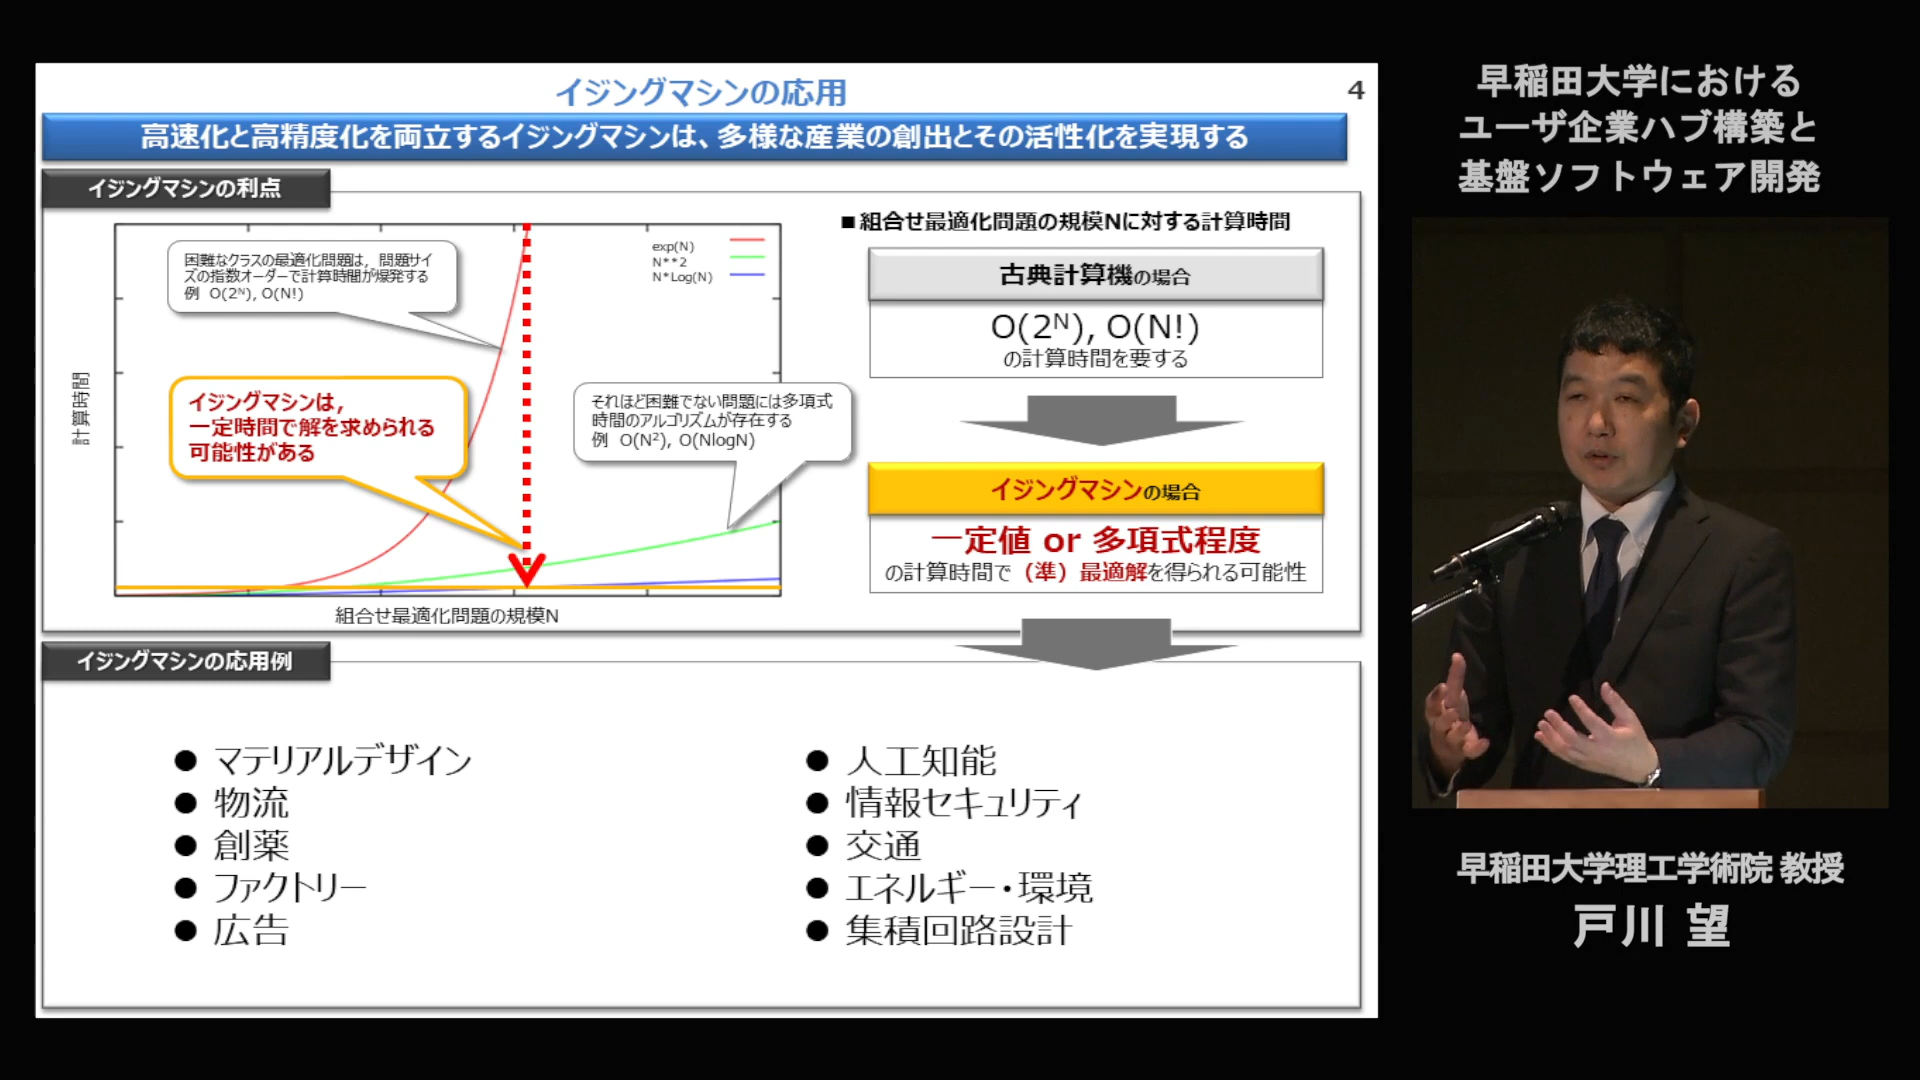 イジングマシンの応用
4
高速化と高精度化を両立するイジングマシンは、多様な産業の創出とその活性化を実現する
イジングマシンの利点
困難なクラスの最適化問題は，問題サイ
ズの指数オーダーで計算時間が爆発する
例 O(2ᴺ), O(N!)
exp(N)
N**2
N*Log(N)
イジングマシンは，
一定時間で解を求められる
可能性がある
それほど困難でない問題には多項式
時間のアルゴリズムが存在する
例 O(N²), O(NlogN)
計算時間
組合せ最適化問題の規模N
■組合せ最適化問題の規模Nに対する計算時間
古典計算機の場合
O(2ᴺ), O(N!)
の計算時間を要する
イジングマシンの場合
一定値 or 多項式程度
の計算時間で（準）最適解を得られる可能性
イジングマシンの応用例
● マテリアルデザイン
● 物流
● 創薬
● ファクトリー
● 広告
● 人工知能
● 情報セキュリティ
● 交通
● エネルギー・環境
● 集積回路設計
早稲田大学における
ユーザ企業ハブ構築と
基盤ソフトウェア開発
早稲田大学理工学術院 教授
戸川 望